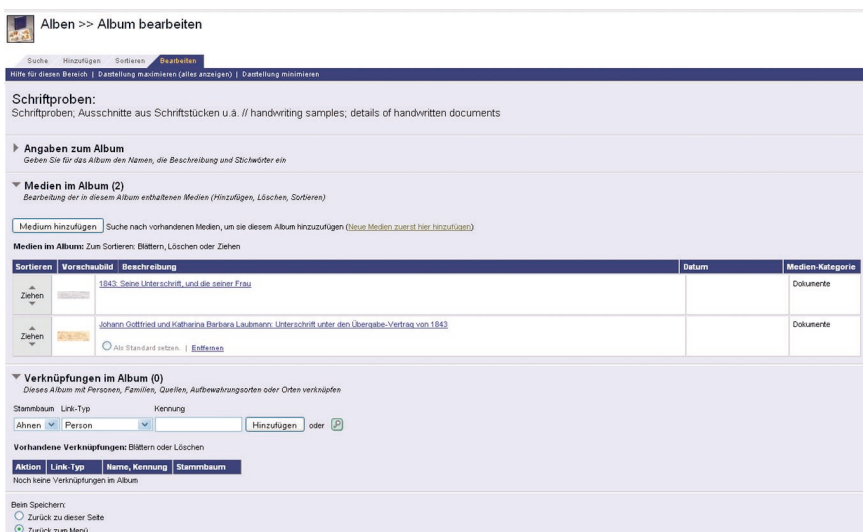 Alben >> Album bearbeiten
Suche Hinzufügen Sortieren Bearbeiten
Hilfe für diesen Bereich | Darstellung maximieren (alles anzeigen) | Darstellung minimieren
Schriftproben:
Schriftproben; Ausschnitte aus Schriftstücken u.ä. // handwriting samples; details of handwritten documents
Angaben zum Album
Geben Sie für das Album den Namen, die Beschreibung und Stichwörter ein
Medien im Album (2)
Bearbeitung der in diesem Album enthaltenen Medien (Hinzufügen, Löschen, Sortieren)
Medium hinzufügen Suche nach vorhandenen Medien, um sie diesem Album hinzuzufügen (Neue Medien zuerst hier hinzufügen)
Medien im Album: Zum Sortieren: Blättern, Löschen oder Ziehen
Sortieren Vorschaubild Beschreibung Datum Medien-Kategorie
Ziehen 1843: Seine Unterschrift, und die seiner Frau Dokumente
Ziehen Johann Gottfried und Katharina Barbara Laubmann: Unterschrift unter den Übergabe-Vertrag von 1843 Dokumente
Als Standard setzen. | Entfernen
Verknüpfungen im Album (0)
Dieses Album mit Personen, Familien, Quellen, Aufbewahrungsorten oder Orten verknüpfen
Stammbaum Link-Typ Kennung
Ahnen Person Hinzufügen oder
Vorhandene Verknüpfungen: Blättern oder Löschen
Aktion Link-Typ Name, Kennung Stammbaum
Noch keine Verknüpfungen im Album
Beim Speichern:
Zurück zu dieser Seite
Zurück zum Menü